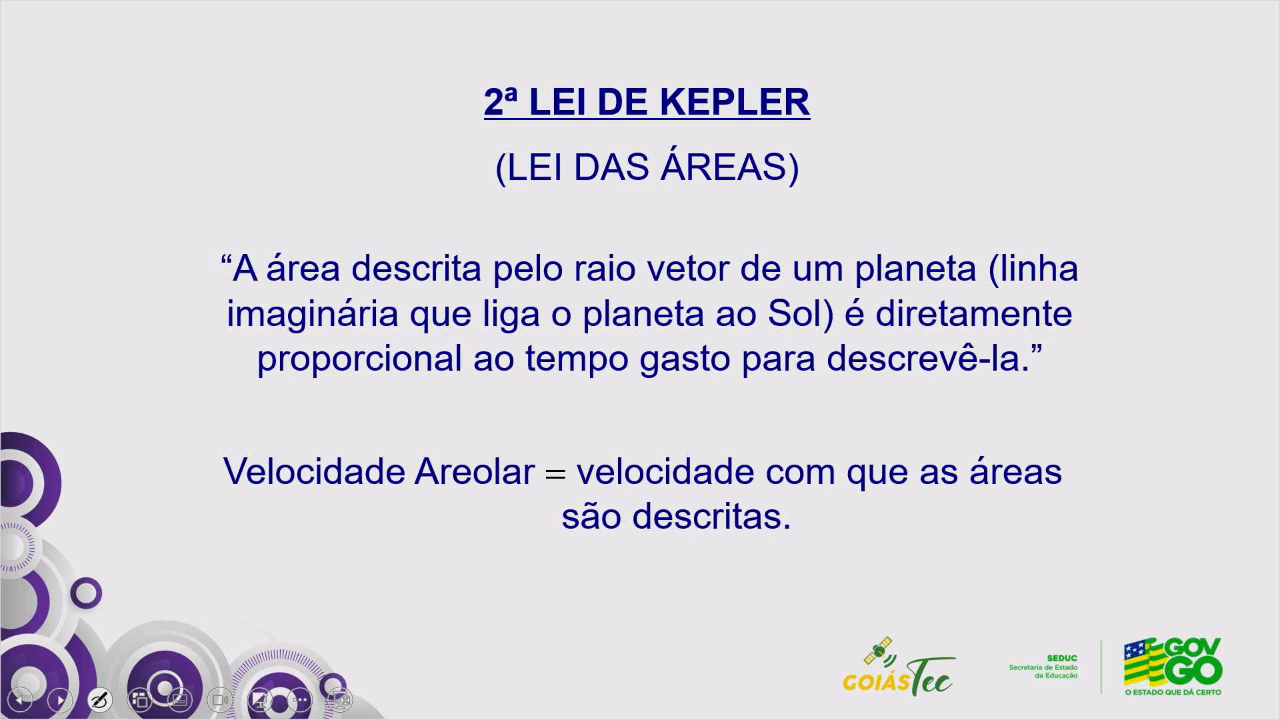 2ª LEI DE KEPLER
(LEI DAS ÁREAS)
“A área descrita pelo raio vetor de um planeta (linha
imaginária que liga o planeta ao Sol) é diretamente
proporcional ao tempo gasto para descrevê-la.”
Velocidade Areolar = velocidade com que as áreas
são descritas.
GOIÁS Tec
SEDUC
Secretaria de Estado
da Educação
GOV
GO
O ESTADO QUE DÁ CERTO